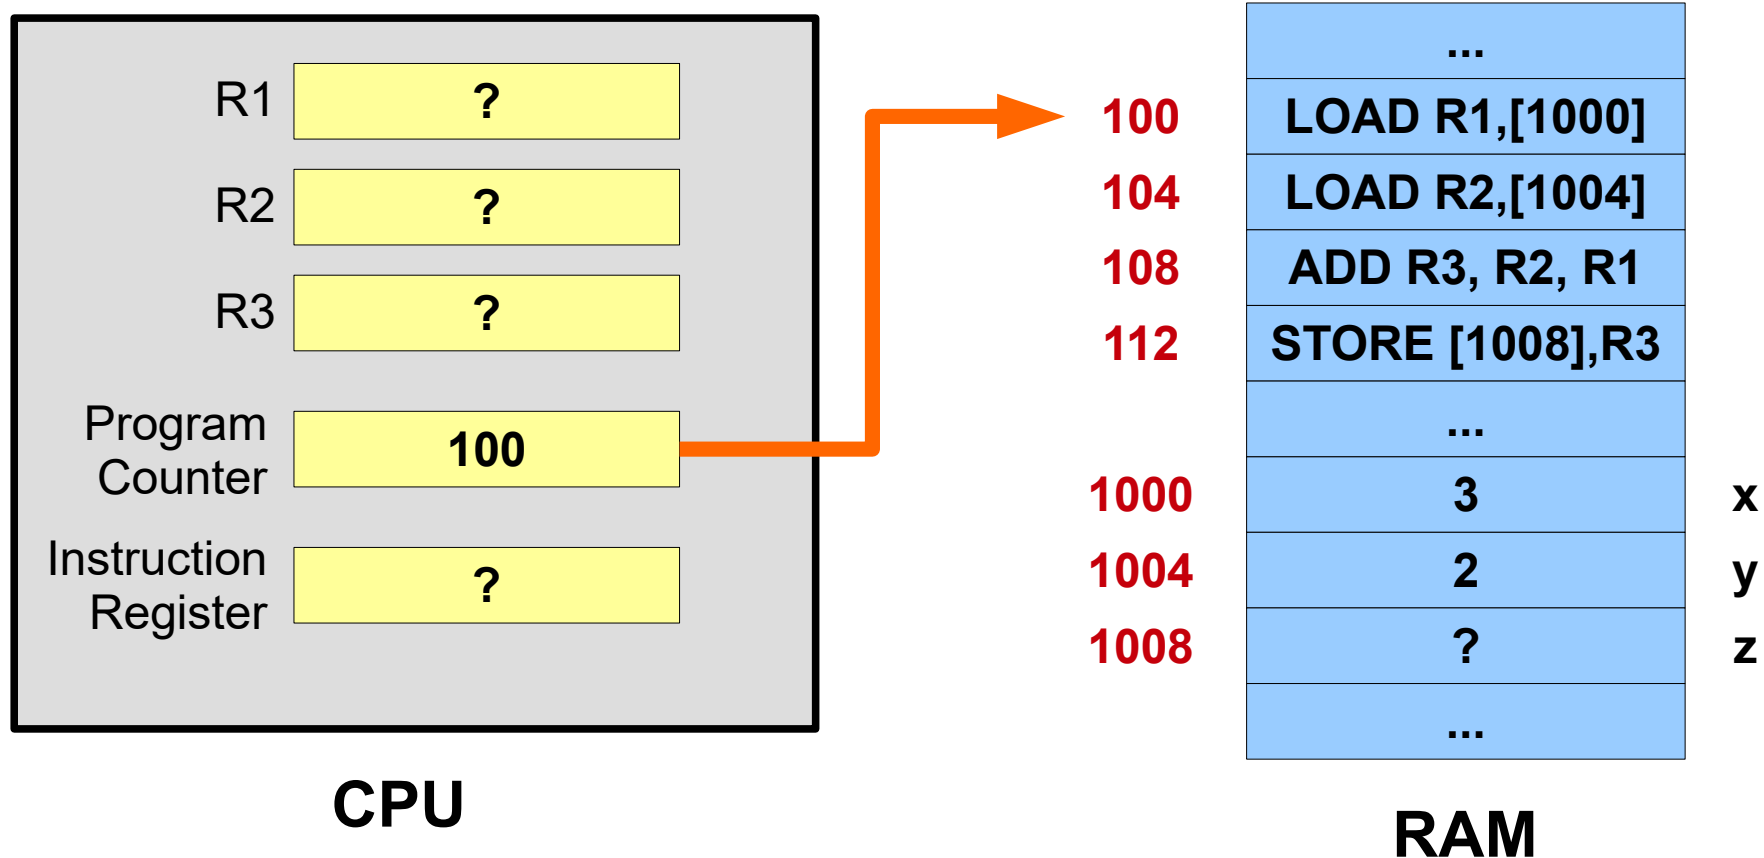 R1 ?
R2 ?
R3 ?
Program
Counter
100
Instruction
Register
?
CPU
...
100 LOAD R1,[1000]
104 LOAD R2,[1004]
108 ADD R3, R2, R1
112 STORE [1008],R3
...
1000 3 x
1004 2 y
1008 ? z
...
RAM